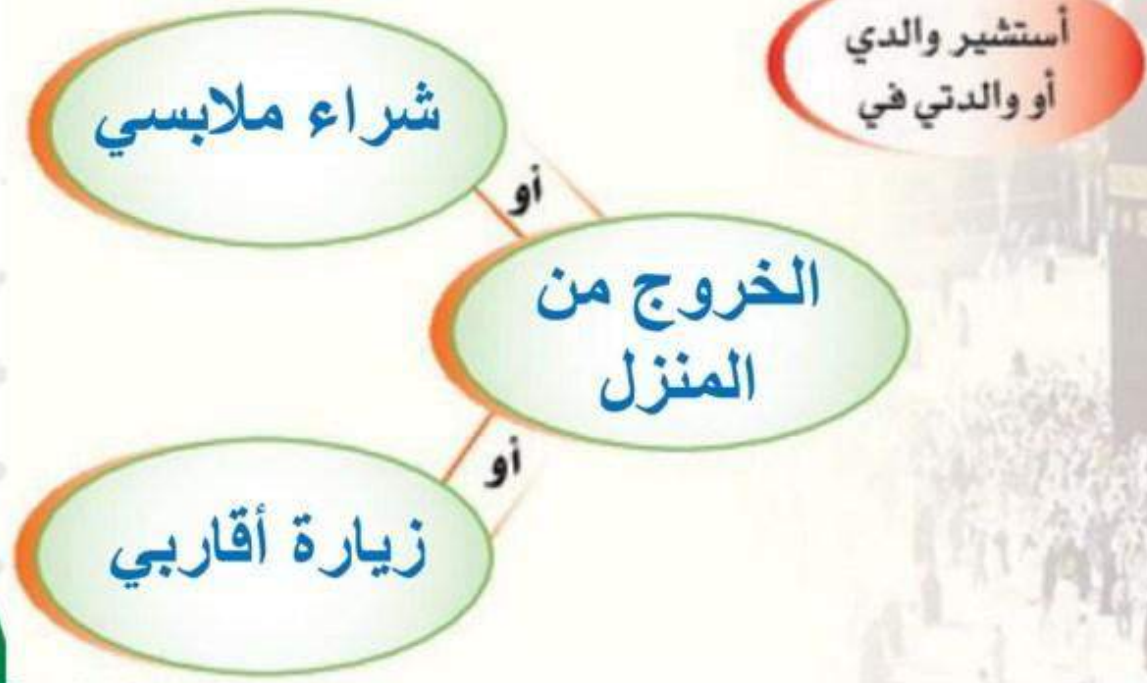 أستشير والدي
أو والدتي في
شراء ملابسي
أو
الخروج من
المنزل
أو
زيارة أقاربي